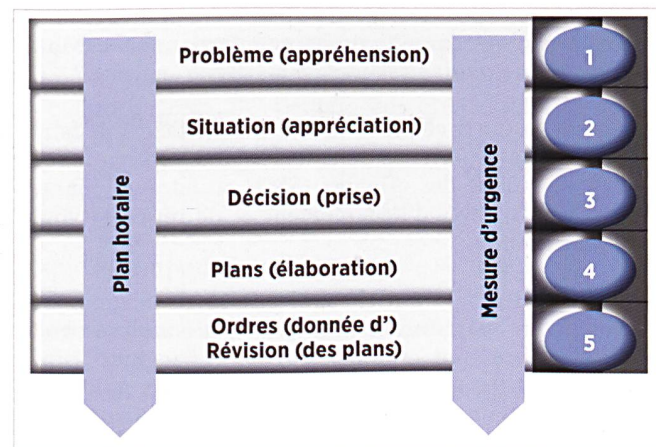 Problème (appréhension)
1
Situation (appréciation)
2
Décision (prise)
3
Plans (élaboration)
4
Ordres (donnée d')
Révision (des plans)
5
Plan horaire
Mesure d'urgence